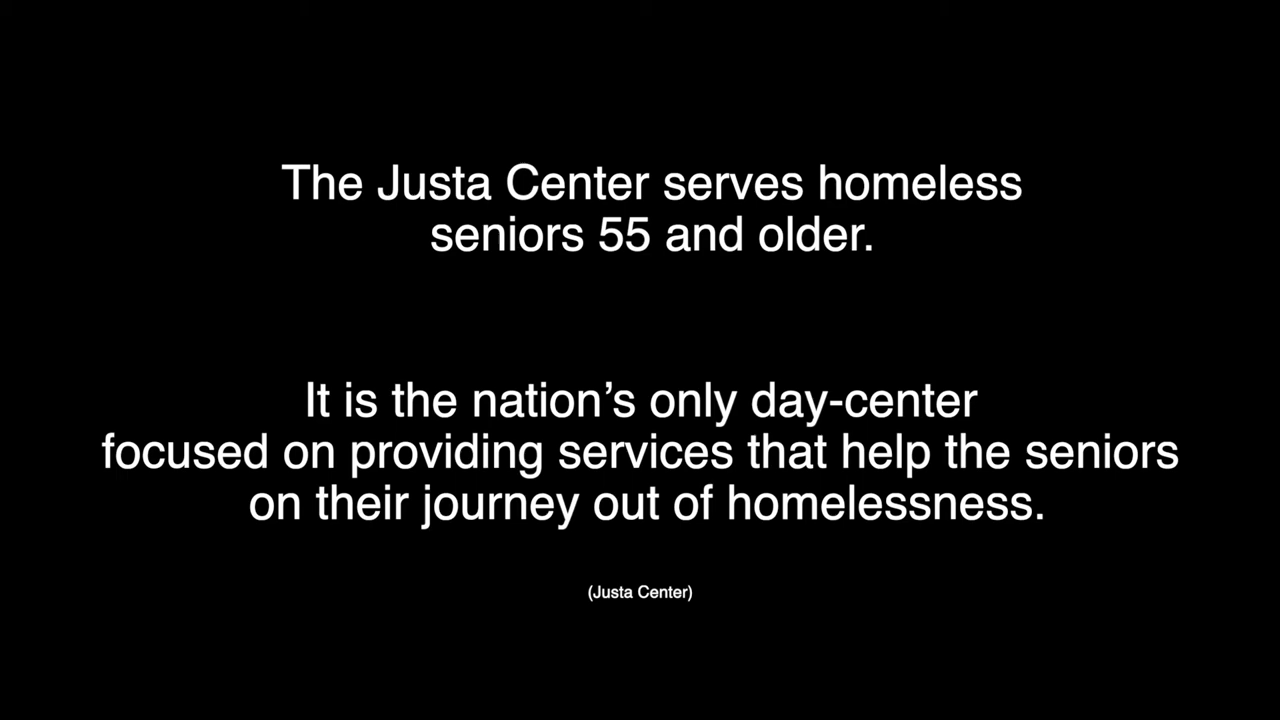 The Justa Center serves homeless
seniors 55 and older.
It is the nation’s only day-center
focused on providing services that help the seniors
on their journey out of homelessness.
(Justa Center)